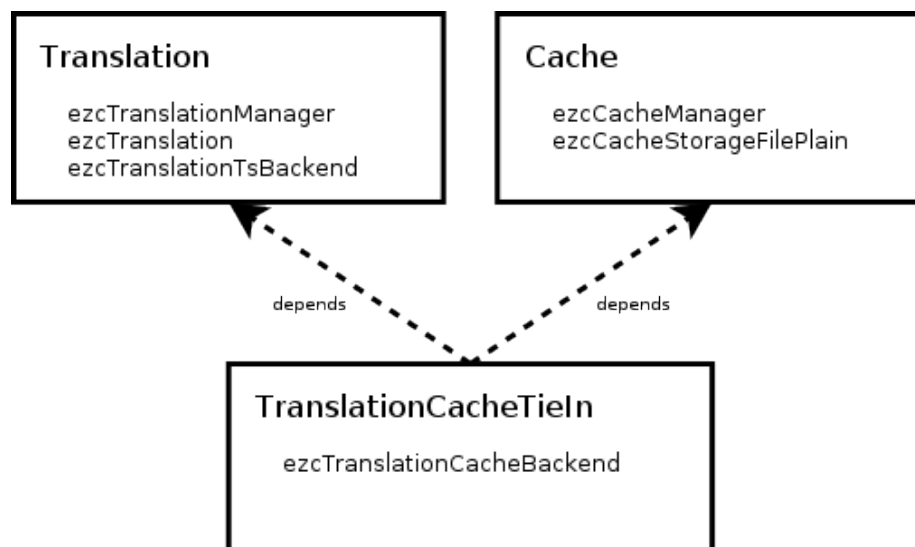 Translation
ezcTranslationManager
ezcTranslation
ezcTranslationTsBackend
Cache
ezcCacheManager
ezcCacheStorageFilePlain
depends
depends
TranslationCacheTieIn
ezcTranslationCacheBackend